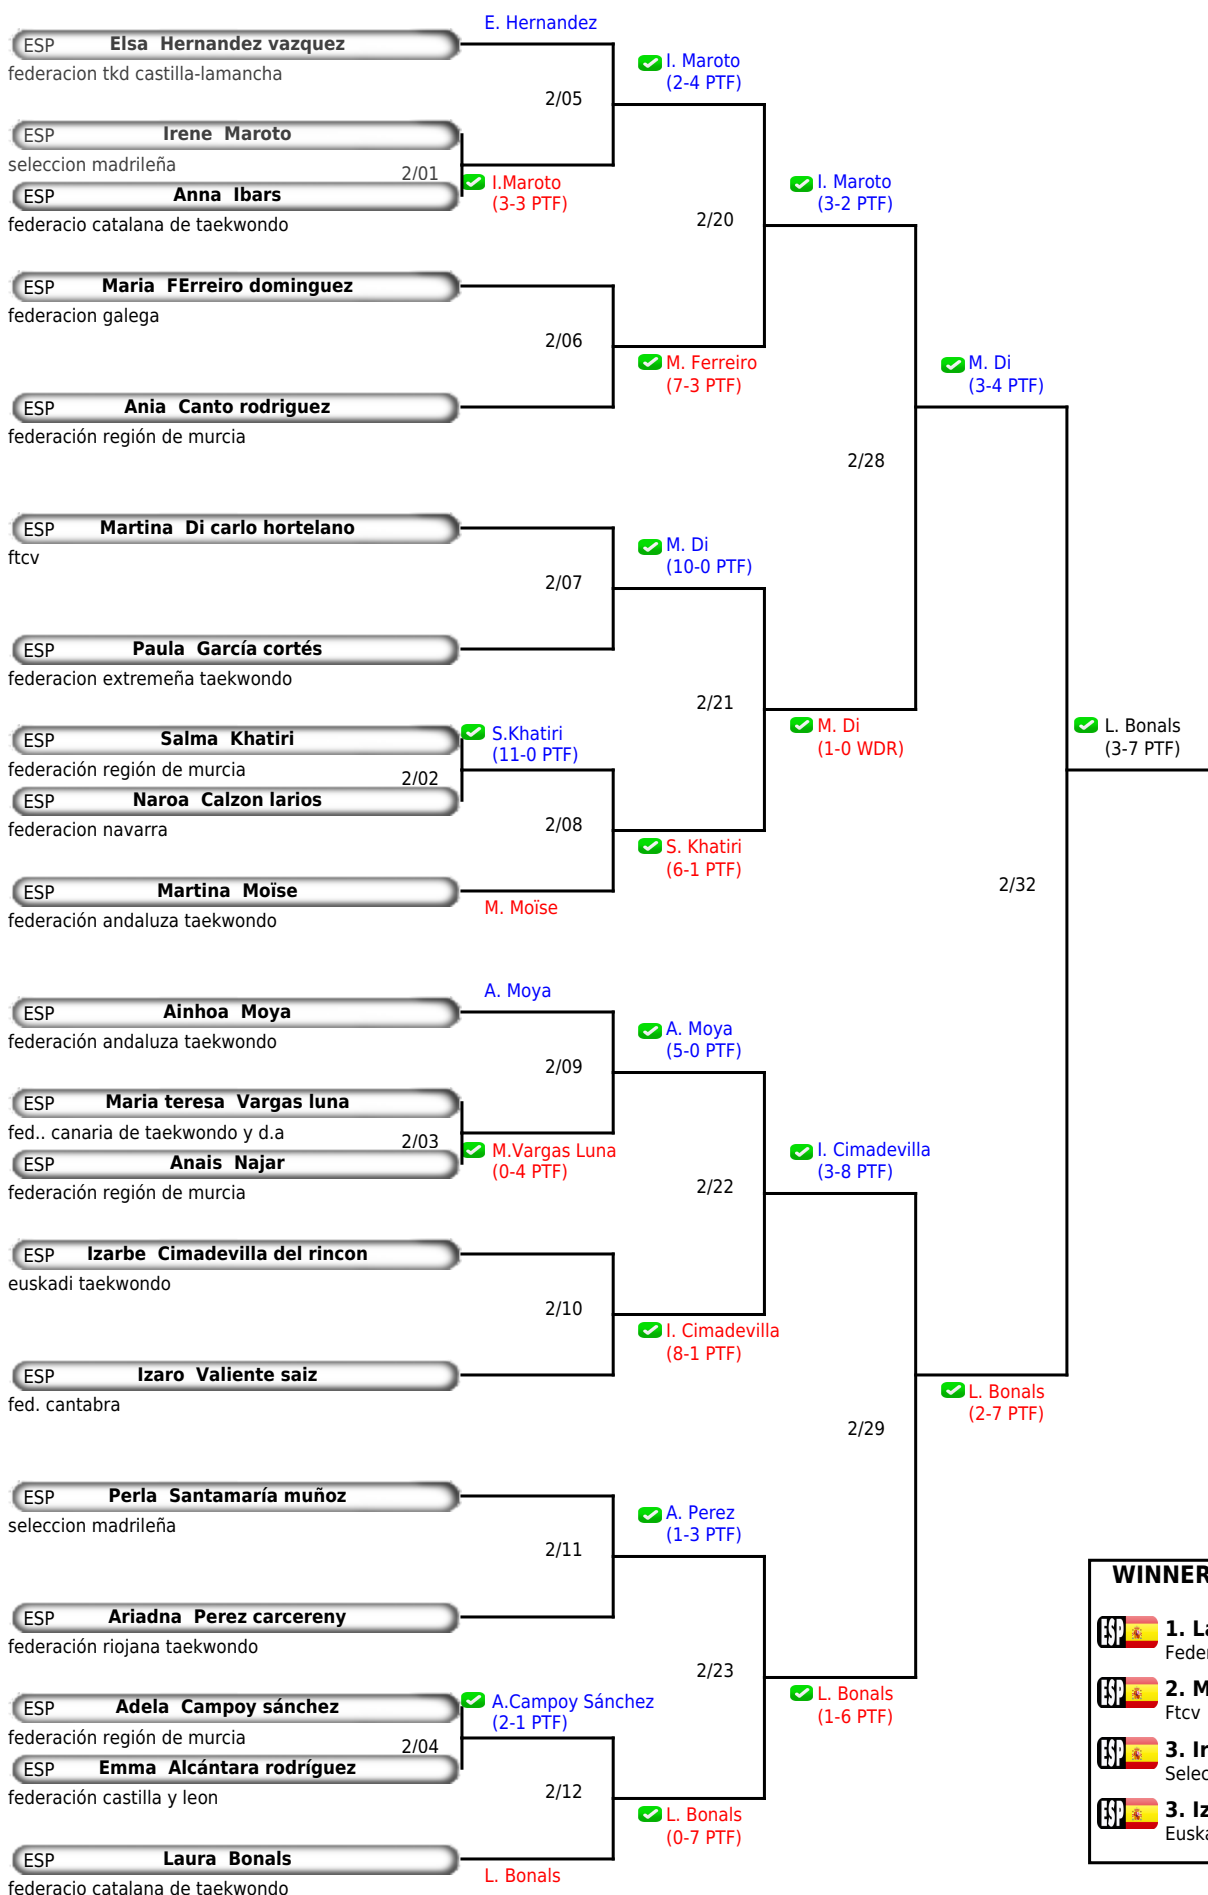 E. Hernandez
ESP Elsa Hernandez vazquez
federacion tkd castilla-lamancha
I. Maroto
(2-4 PTF)
2/05
ESP Irene Maroto
seleccion madrileña
2/01
I.Maroto
(3-3 PTF)
ESP Anna Ibars
federacio catalana de taekwondo
I. Maroto
(3-2 PTF)
2/20
ESP Maria FErreiro dominguez
federacion galega
2/06
M. Ferreiro
(7-3 PTF)
M. Di
(3-4 PTF)
ESP Ania Canto rodriguez
federación región de murcia
2/28
ESP Martina Di carlo hortelano
ftcv
M. Di
(10-0 PTF)
2/07
ESP Paula García cortés
federacion extremeña taekwondo
2/21
ESP Salma Khatiri
federación región de murcia
S.Khatiri
(11-0 PTF)
M. Di
(1-0 WDR)
L. Bonals
(3-7 PTF)
2/02
ESP Naroa Calzon larios
federacion navarra
2/08
S. Khatiri
(6-1 PTF)
ESP Martina Moïse
federación andaluza taekwondo
M. Moïse
2/32
A. Moya
ESP Ainhoa Moya
federación andaluza taekwondo
A. Moya
(5-0 PTF)
2/09
ESP Maria teresa Vargas luna
fed.. canaria de taekwondo y d.a
2/03
M.Vargas Luna
(0-4 PTF)
ESP Anais Najar
federación región de murcia
I. Cimadevilla
(3-8 PTF)
2/22
ESP Izarbe Cimadevilla del rincon
euskadi taekwondo
2/10
I. Cimadevilla
(8-1 PTF)
ESP Izaro Valiente saiz
fed. cantabra
L. Bonals
(2-7 PTF)
2/29
ESP Perla Santamaría muñoz
seleccion madrileña
A. Perez
(1-3 PTF)
2/11
ESP Ariadna Perez carcereny
federación riojana taekwondo
2/23
ESP Adela Campoy sánchez
federación región de murcia
A.Campoy Sánchez
(2-1 PTF)
L. Bonals
(1-6 PTF)
2/04
ESP Emma Alcántara rodríguez
federación castilla y leon
2/12
L. Bonals
(0-7 PTF)
ESP Laura Bonals
federacio catalana de taekwondo
L. Bonals
WINNER
ESP 1. La
Feder
ESP 2. M
Ftcv
ESP 3. Ir
Selec
ESP 3. Iz
Euska